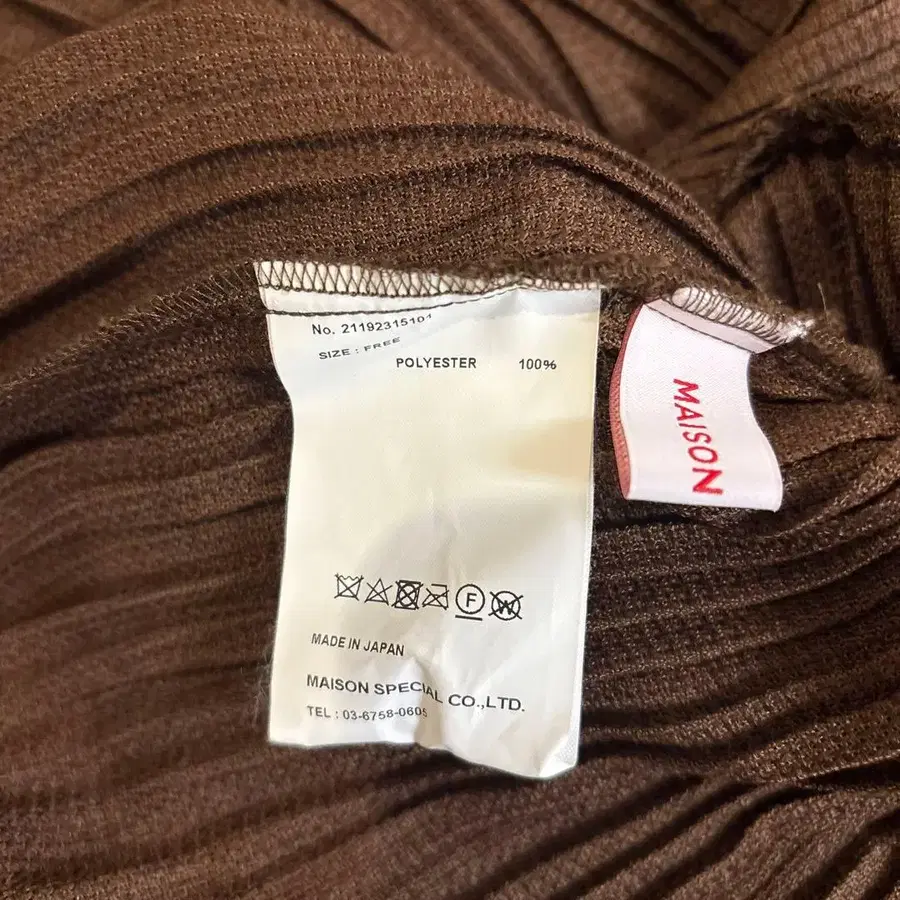 No. 21192315101
SIZE : FREE
POLYESTER 100%
F
W
MADE IN JAPAN
MAISON SPECIAL CO.,LTD.
TEL : 03-6758-0605
MAISON